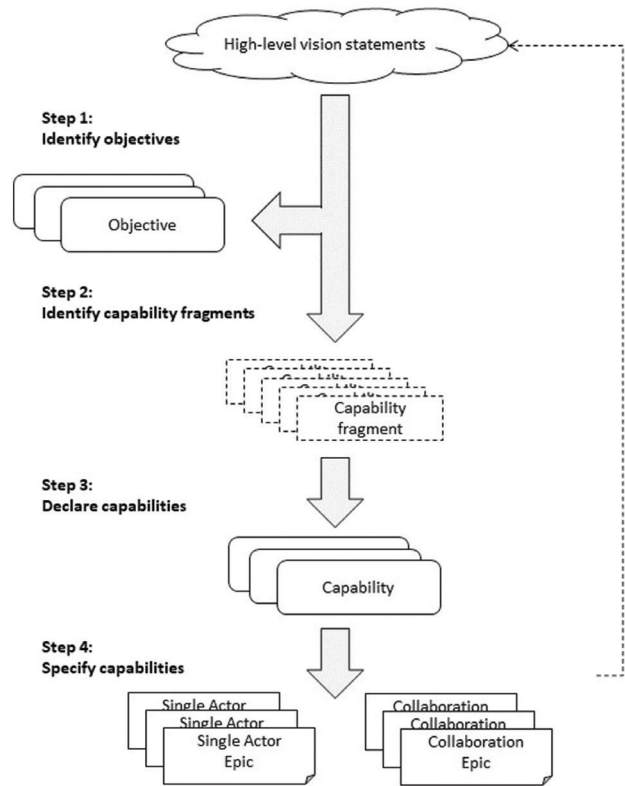 High-level vision statements
Step 1:
Identify objectives
Objective
Step 2:
Identify capability fragments
Capability
fragment
Step 3:
Declare capabilities
Capability
Step 4:
Specify capabilities
Single Actor
Single Actor
Single Actor
Epic
Collaboration
Collaboration
Collaboration
Epic